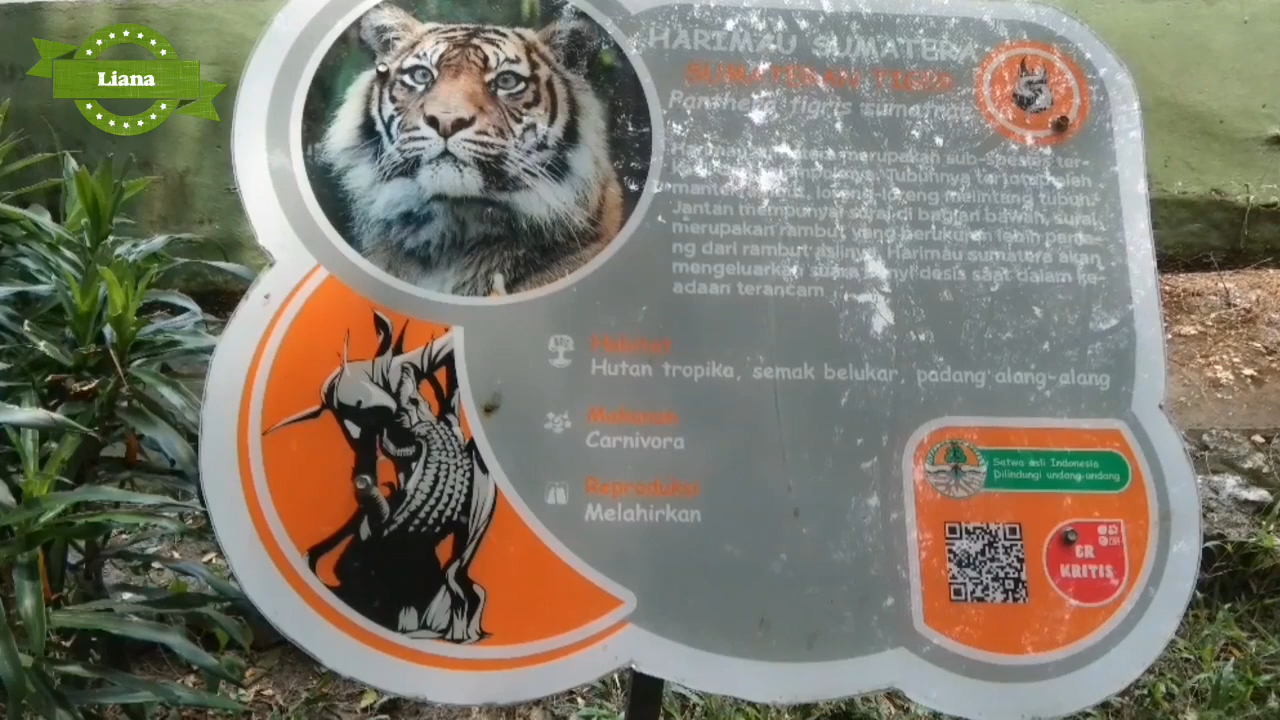 Liana
HARIMAU SUMATERA
SUMATERAN TIGER
Panthera tigris sumatrae
merupakan sub-spesies ter-
Tubuhnya tertutup oleh
loreng-loreng melintang tubuh.
Jantan mempunyai surai di bagian bawah, surai
merupakan rambut yang berukuran lebih panja-
ng dari rambut aslinya. Harimau sumatera akan
mengeluarkan suara bunyi desis saat dalam ke-
adaan terancam
Habitat
Hutan tropika, semak belukar, padang alang-alang
Makanan
Carnivora
Reproduksi
Melahirkan
Satwa asli Indonesia
Dilindungi undang-undang
CR
KRITIS